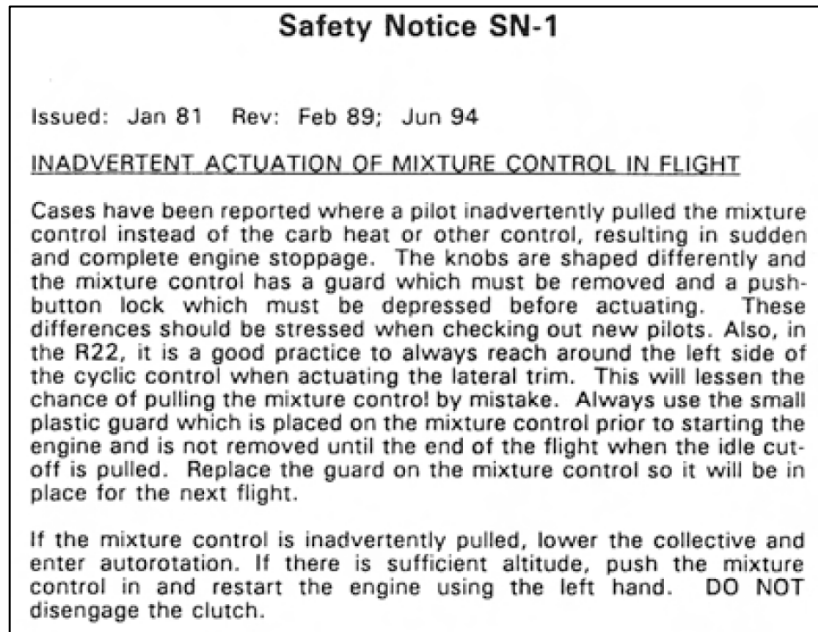 Safety Notice SN-1
Issued: Jan 81 Rev: Feb 89; Jun 94
INADVERTENT ACTUATION OF MIXTURE CONTROL IN FLIGHT
Cases have been reported where a pilot inadvertently pulled the mixture
control instead of the carb heat or other control, resulting in sudden
and complete engine stoppage. The knobs are shaped differently and
the mixture control has a guard which must be removed and a push-
button lock which must be depressed before actuating. These
differences should be stressed when checking out new pilots. Also, in
the R22, it is a good practice to always reach around the left side of
the cyclic control when actuating the lateral trim. This will lessen the
chance of pulling the mixture control by mistake. Always use the small
plastic guard which is placed on the mixture control prior to starting the
engine and is not removed until the end of the flight when the idle cut-
off is pulled. Replace the guard on the mixture control so it will be in
place for the next flight.
If the mixture control is inadvertently pulled, lower the collective and
enter autorotation. If there is sufficient altitude, push the mixture
control in and restart the engine using the left hand. DO NOT
disengage the clutch.